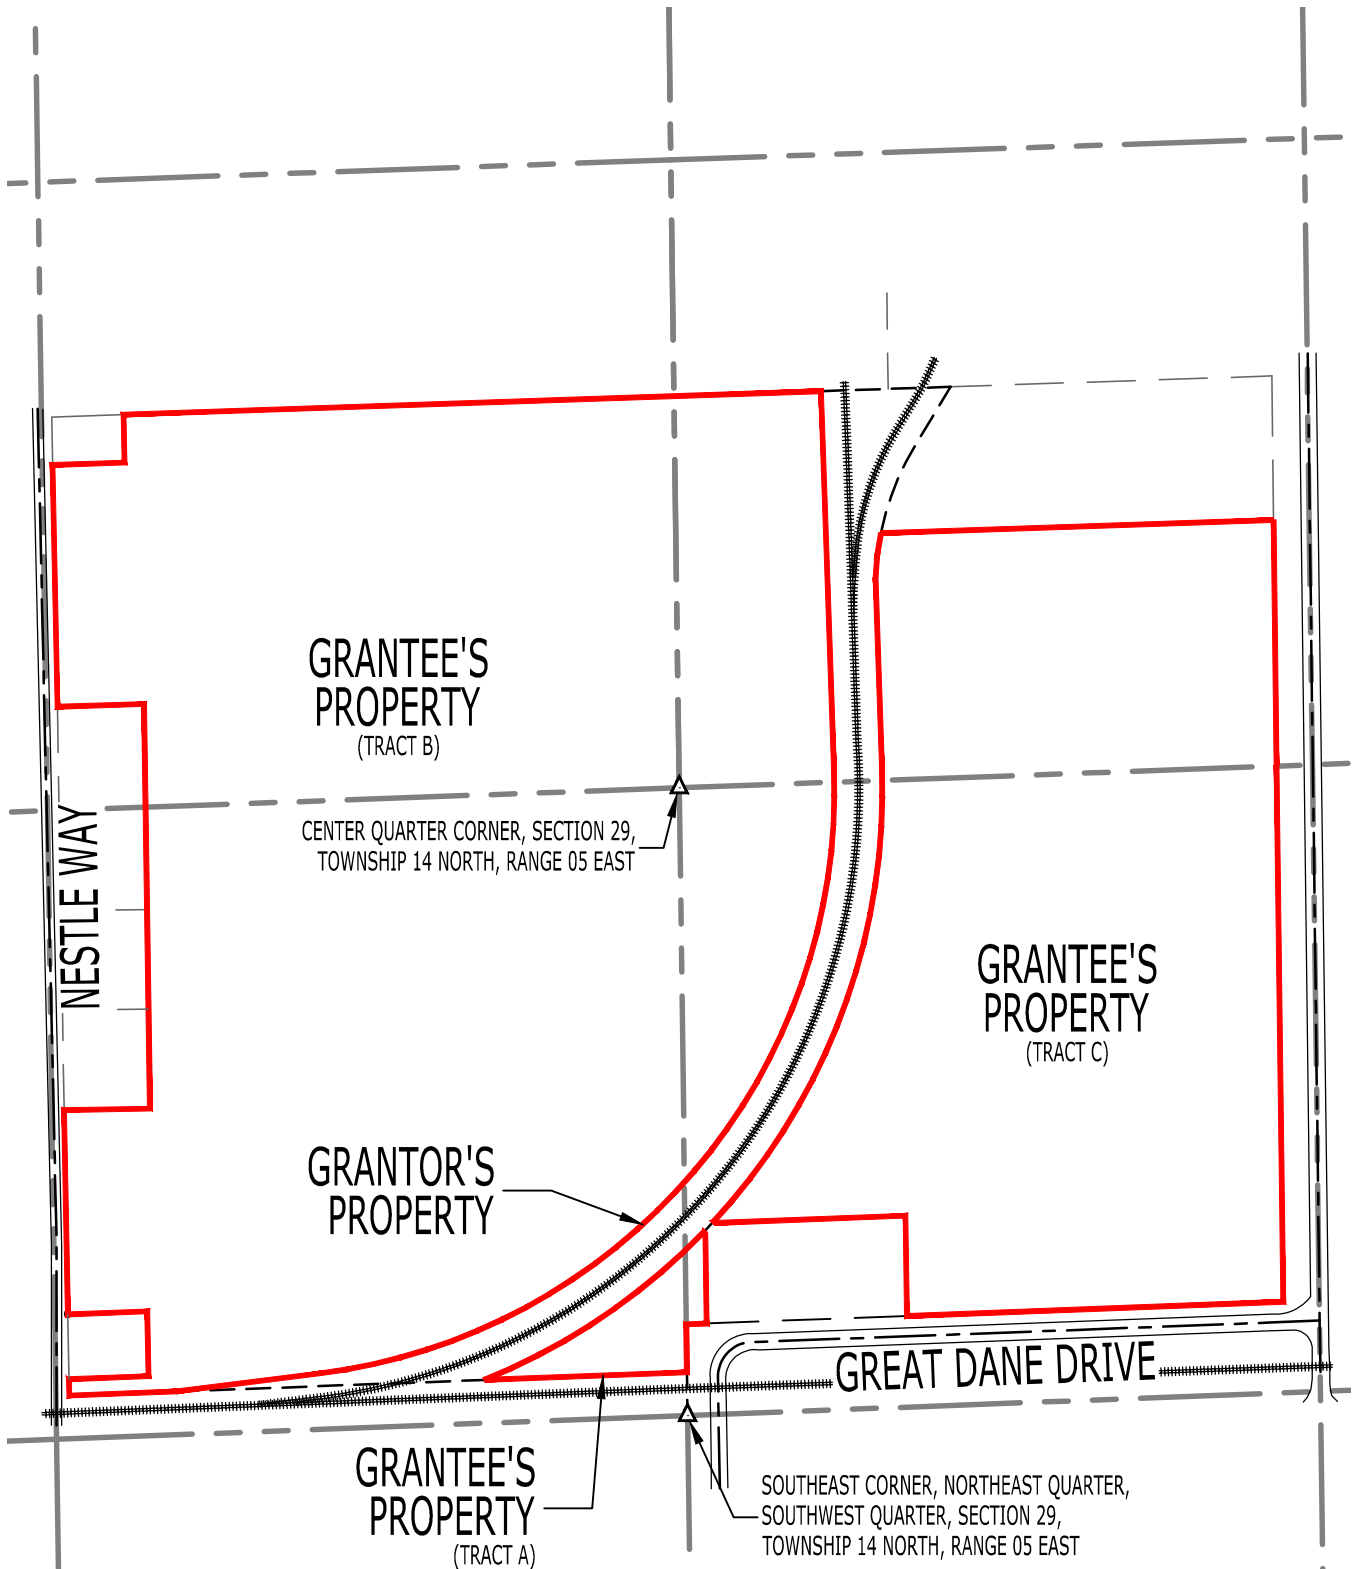 GRANTEE'S
PROPERTY
(TRACT B)
CENTER QUARTER CORNER, SECTION 29,
TOWNSHIP 14 NORTH, RANGE 05 EAST
NESTLE WAY
GRANTEE'S
PROPERTY
(TRACT C)
GRANTOR'S
PROPERTY
GREAT DANE DRIVE
GRANTEE'S
PROPERTY
(TRACT A)
SOUTHEAST CORNER, NORTHEAST QUARTER,
SOUTHWEST QUARTER, SECTION 29,
TOWNSHIP 14 NORTH, RANGE 05 EAST